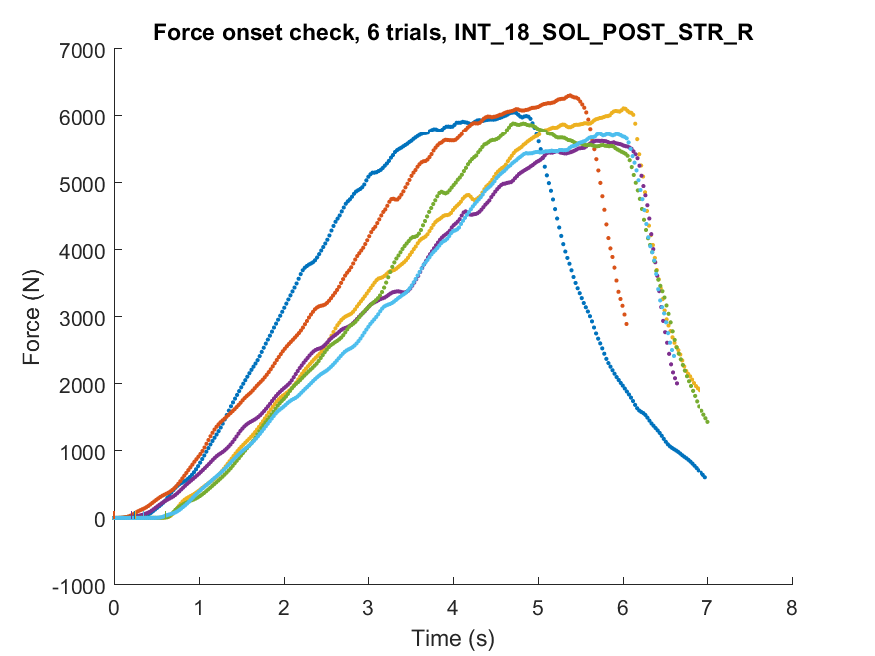 Force onset check, 6 trials, INT_18_SOL_POST_STR_R
7000
6000
5000
4000
3000
2000
1000
0
-1000
Force (N)
0 1 2 3 4 5 6 7 8
Time (s)